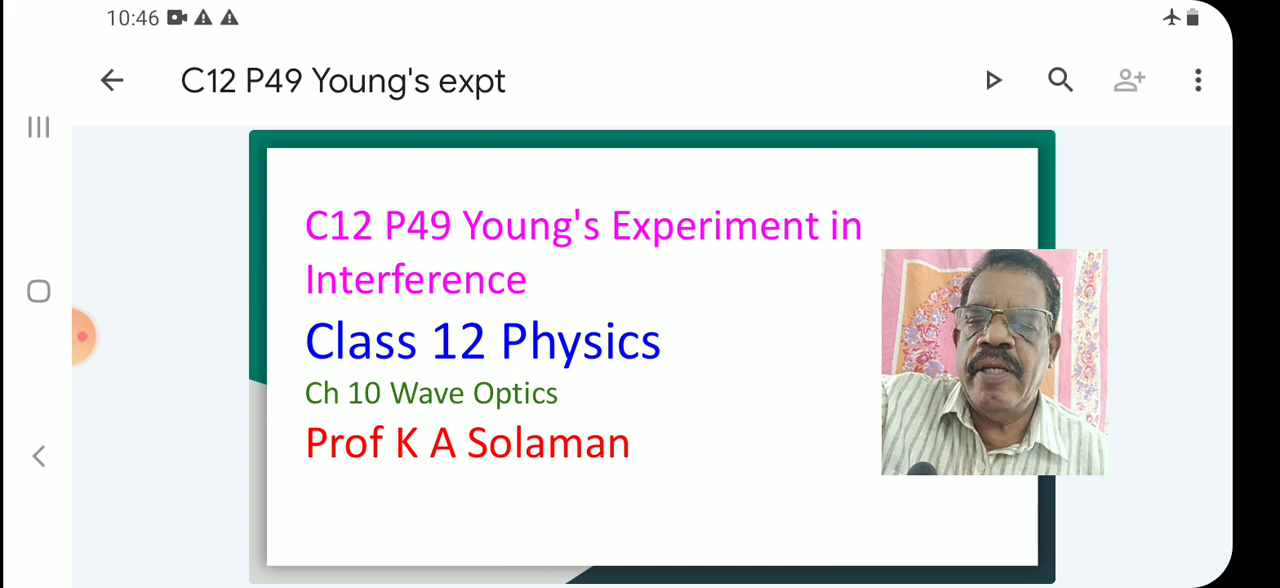 10:46
C12 P49 Young's expt
C12 P49 Young's Experiment in
Interference
Class 12 Physics
Ch 10 Wave Optics
Prof K A Solaman